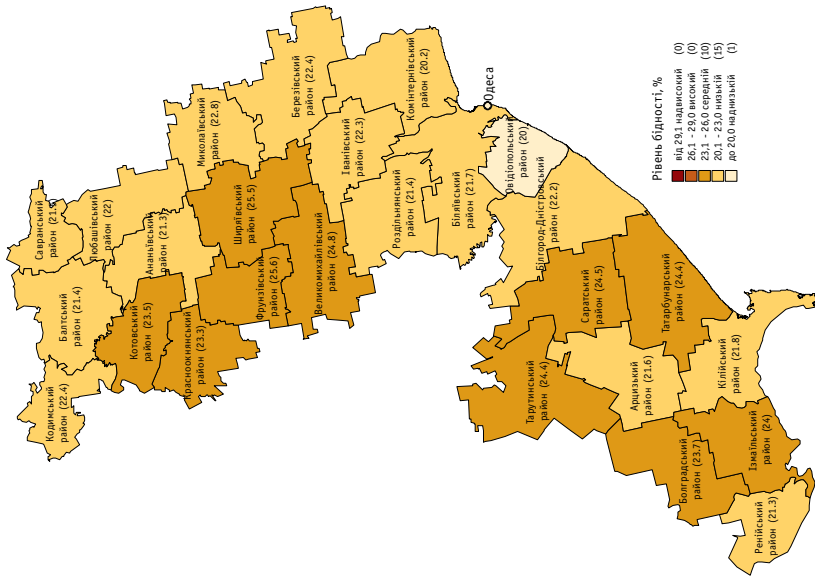 Кодимський
район (22.4)
Балтський
район (21.4)
Савранський
район
Любашівський
район (22)
Котовський
район (23.5)
Ананьївський
район (21.3)
Миколаївський
район (22.8)
Красноокнянський
район (23.3)
Фрунзівський
район (25.6)
Ширяївський
район (25.5)
Березівський
район (22.4)
Великомихайлівський
район (24.8)
Іванівський
район (22.3)
Комінтернівський
район (20.2)
Роздільнянський
район (21.4)
Біляївський
район (21.7)
Одеса
Овідіопольський
район (20)
Білгород-Дністровський
район (22.2)
Тарутинський
район (24.4)
Саратський
район (24.5)
Татарбунарський
район (24.4)
Арцизький
район (21.6)
Кілійський
район (21.8)
Болградський
район (23.7)
Ізмаїльський
район (24)
Ренійський
район (21.3)
Рівень бідності, %
від 29,1 надвисокий (0)
26,1 - 29,0 високий (0)
23,1 - 26,0 середній (10)
20,1 - 23,0 низькій (15)
до 20,0 наднизькій (1)